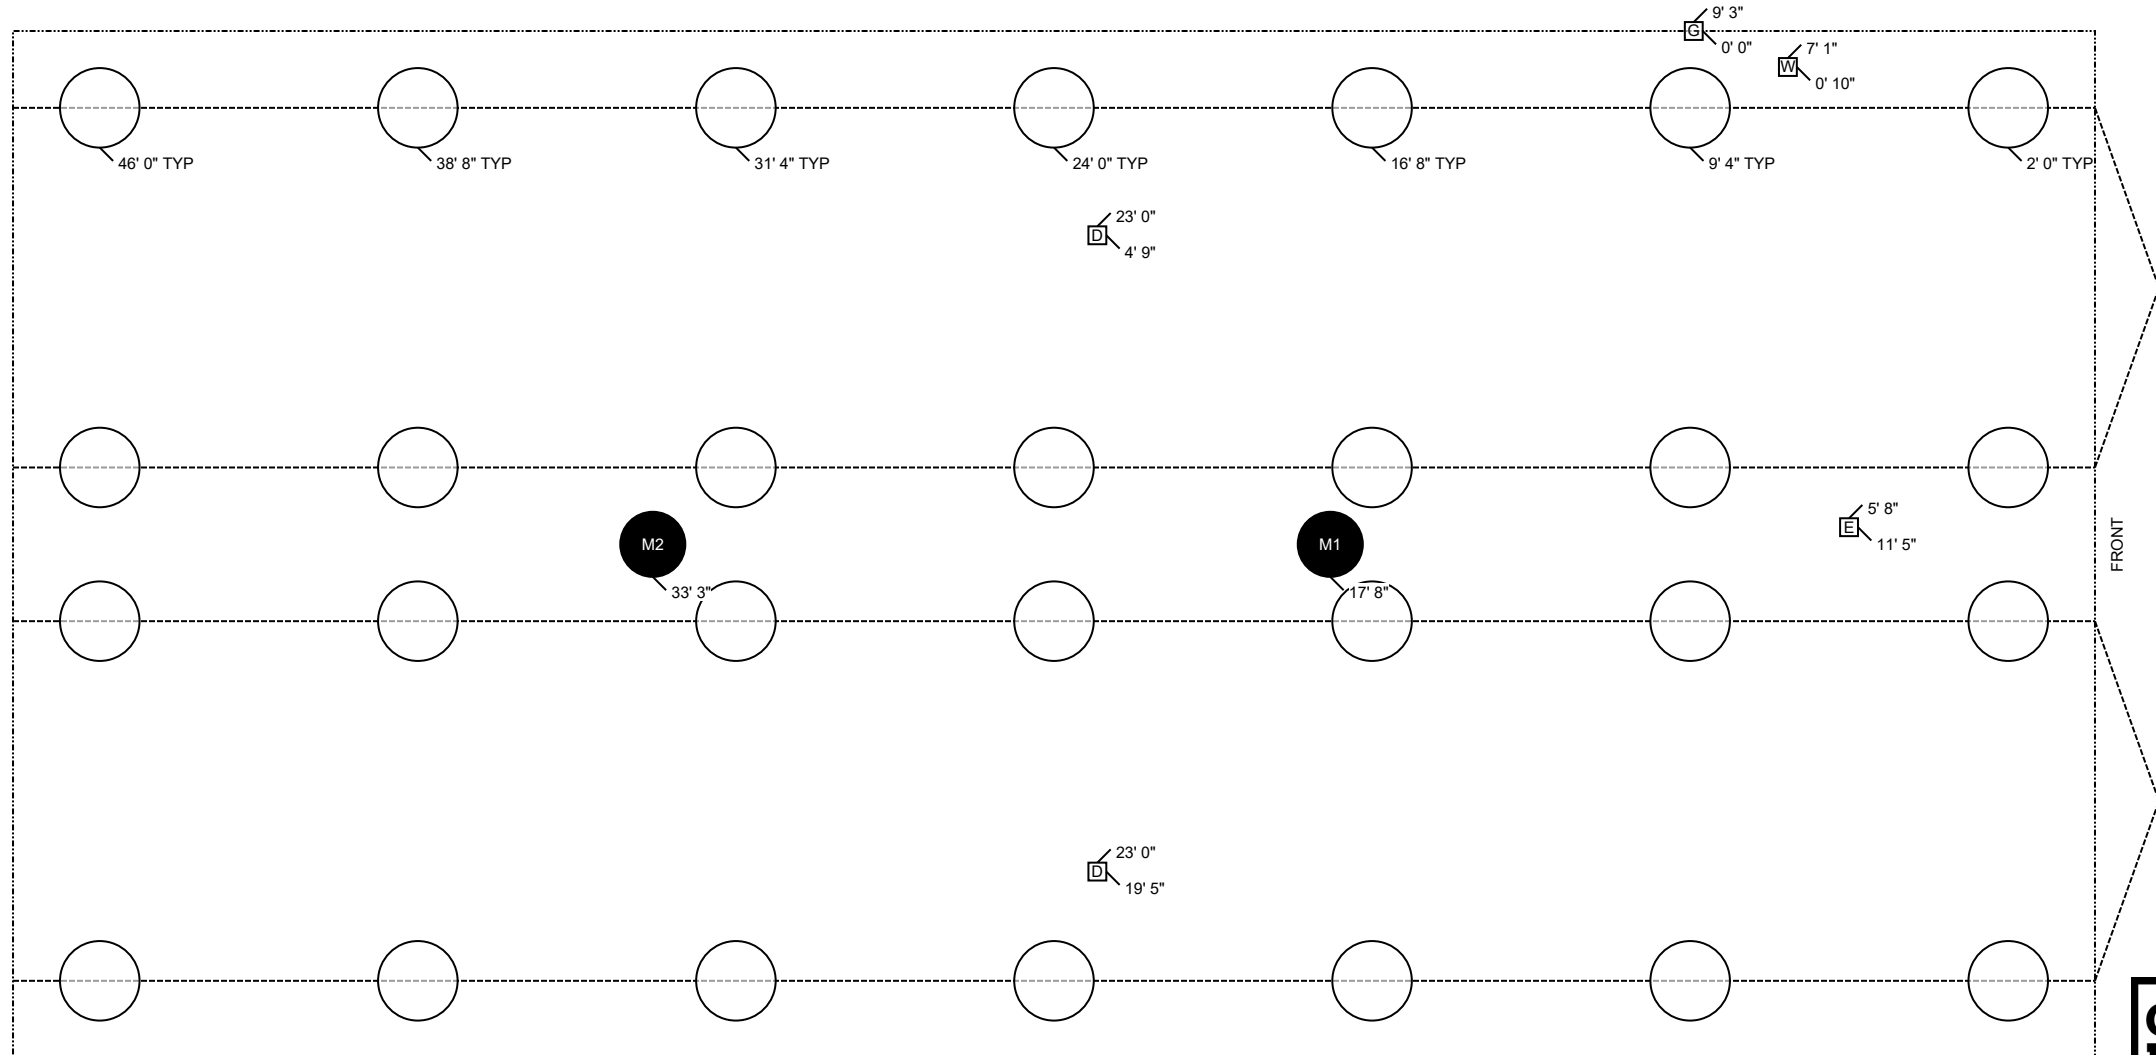 9' 3"
G
0' 0"
7' 1"
W
0' 10"
46' 0" TYP
38' 8" TYP
31' 4" TYP
24' 0" TYP
16' 8" TYP
9' 4" TYP
2' 0" TYP
23' 0"
D
4' 9"
5' 8"
E
11' 5"
FRONT
M2
M1
33' 3"
17' 8"
23' 0"
D
19' 5"